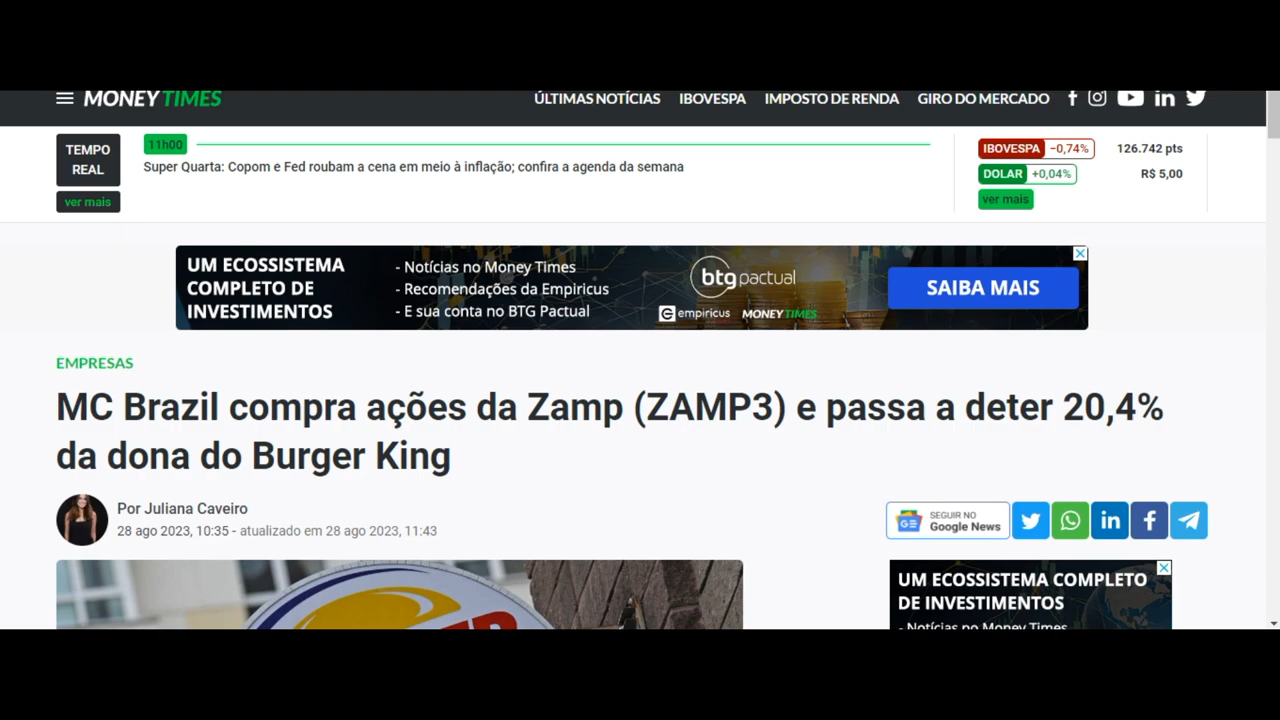 MONEY TIMES
ÚLTIMAS NOTÍCIAS IBOVESPA IMPOSTO DE RENDA GIRO DO MERCADO
TEMPO REAL
ver mais
11h00
Super Quarta: Copom e Fed roubam a cena em meio à inflação; confira a agenda da semana
IBOVESPA −0,74% 126.742 pts
DOLAR +0,04% R$ 5,00
ver mais
UM ECOSSISTEMA
COMPLETO DE
INVESTIMENTOS
- Notícias no Money Times
- Recomendações da Empiricus
- E sua conta no BTG Pactual
btg pactual
empiricus MONEY TIMES
SAIBA MAIS
EMPRESAS
MC Brazil compra ações da Zamp (ZAMP3) e passa a deter 20,4%
da dona do Burger King
Por Juliana Caveiro
28 ago 2023, 10:35 - atualizado em 28 ago 2023, 11:43
SEGUIR NO
Google News
UM ECOSSISTEMA COMPLETO
DE INVESTIMENTOS
- Notícias no Money Times